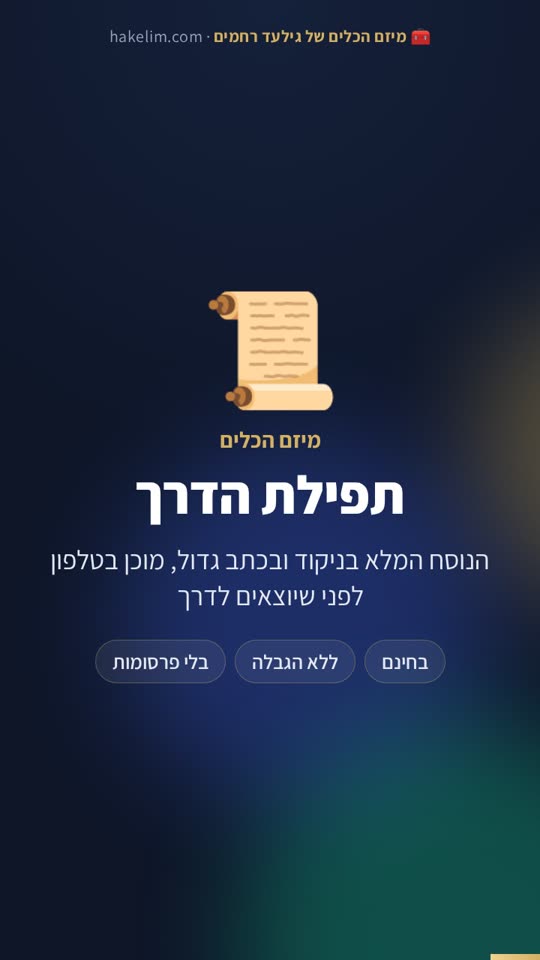 🧰 מיזם הכלים של גילעד רחמים · hakelim.com
מיזם הכלים
תפילת הדרך
הנוסח המלא בניקוד ובכתב גדול, מוכן בטלפון
לפני שיוצאים לדרך
בחינם
ללא הגבלה
בלי פרסומות